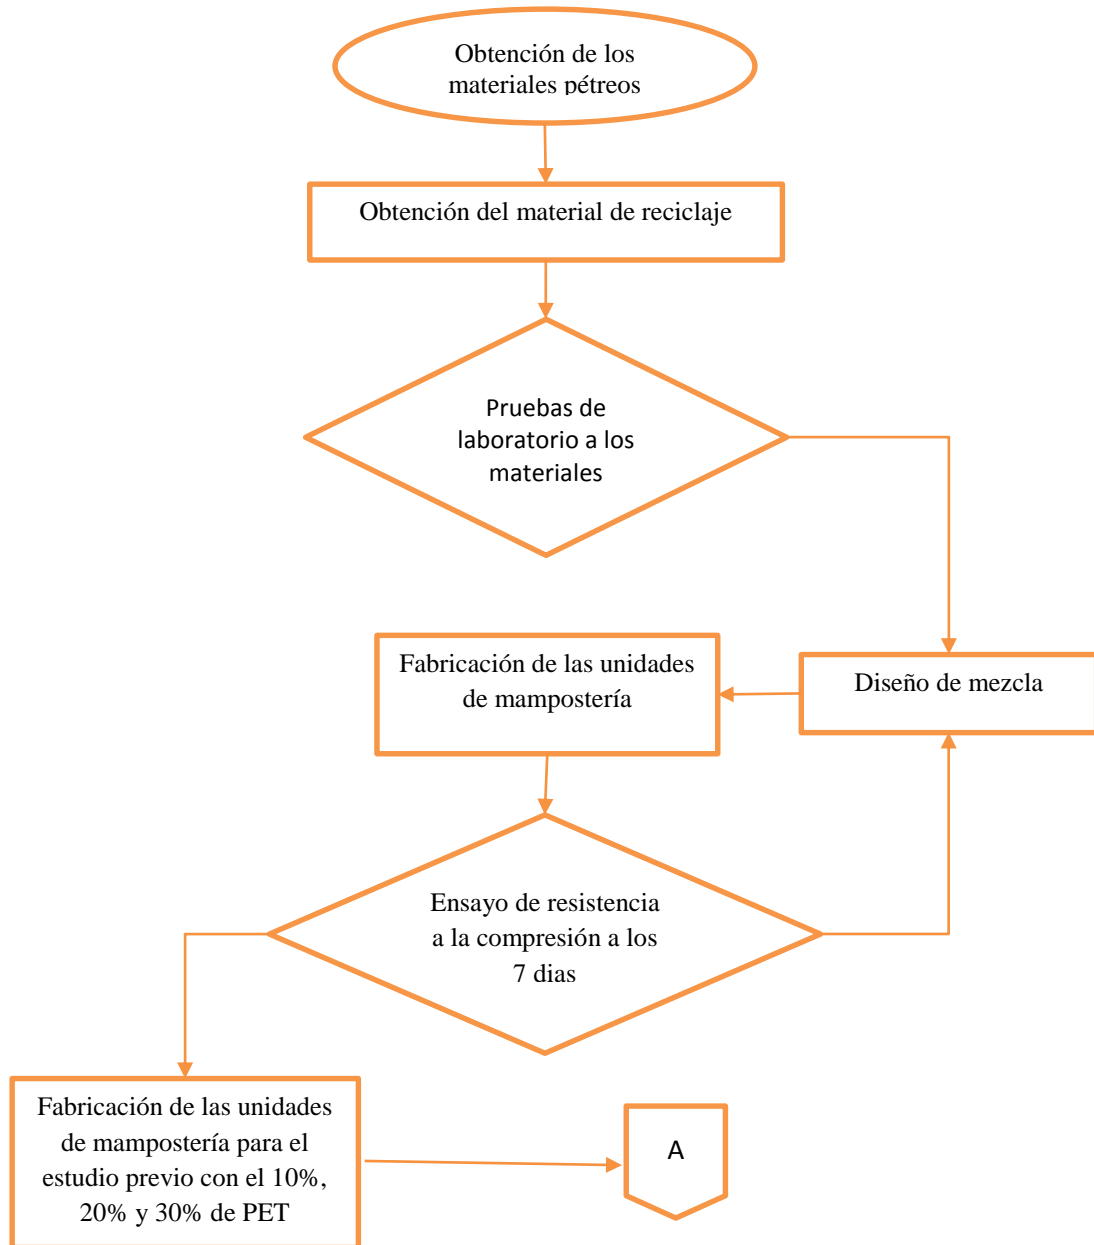 Obtención de los
materiales pétreos
Obtención del material de reciclaje
Pruebas de
laboratorio a los
materiales
Fabricación de las unidades
de mampostería
Diseño de mezcla
Ensayo de resistencia
a la compresión a los
7 dias
Fabricación de las unidades
de mampostería para el
estudio previo con el 10%,
20% y 30% de PET
A